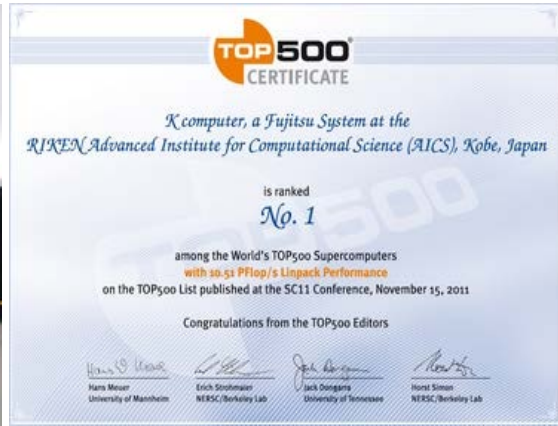 TOP 500
CERTIFICATE
K computer, a Fujitsu System at the
RIKEN Advanced Institute for Computational Science (AICS), Kobe, Japan
is ranked
No. 1
among the World's TOP500 Supercomputers
with 10.51 PFlop/s Linpack Performance
on the TOP500 List published at the SC11 Conference, November 15, 2011
Congratulations from the TOP500 Editors
Hans Meuer
University of Mannheim
Erich Strohmaier
NERSC/Berkeley Lab
Jack Dongarra
University of Tennessee
Horst Simon
NERSC/Berkeley Lab